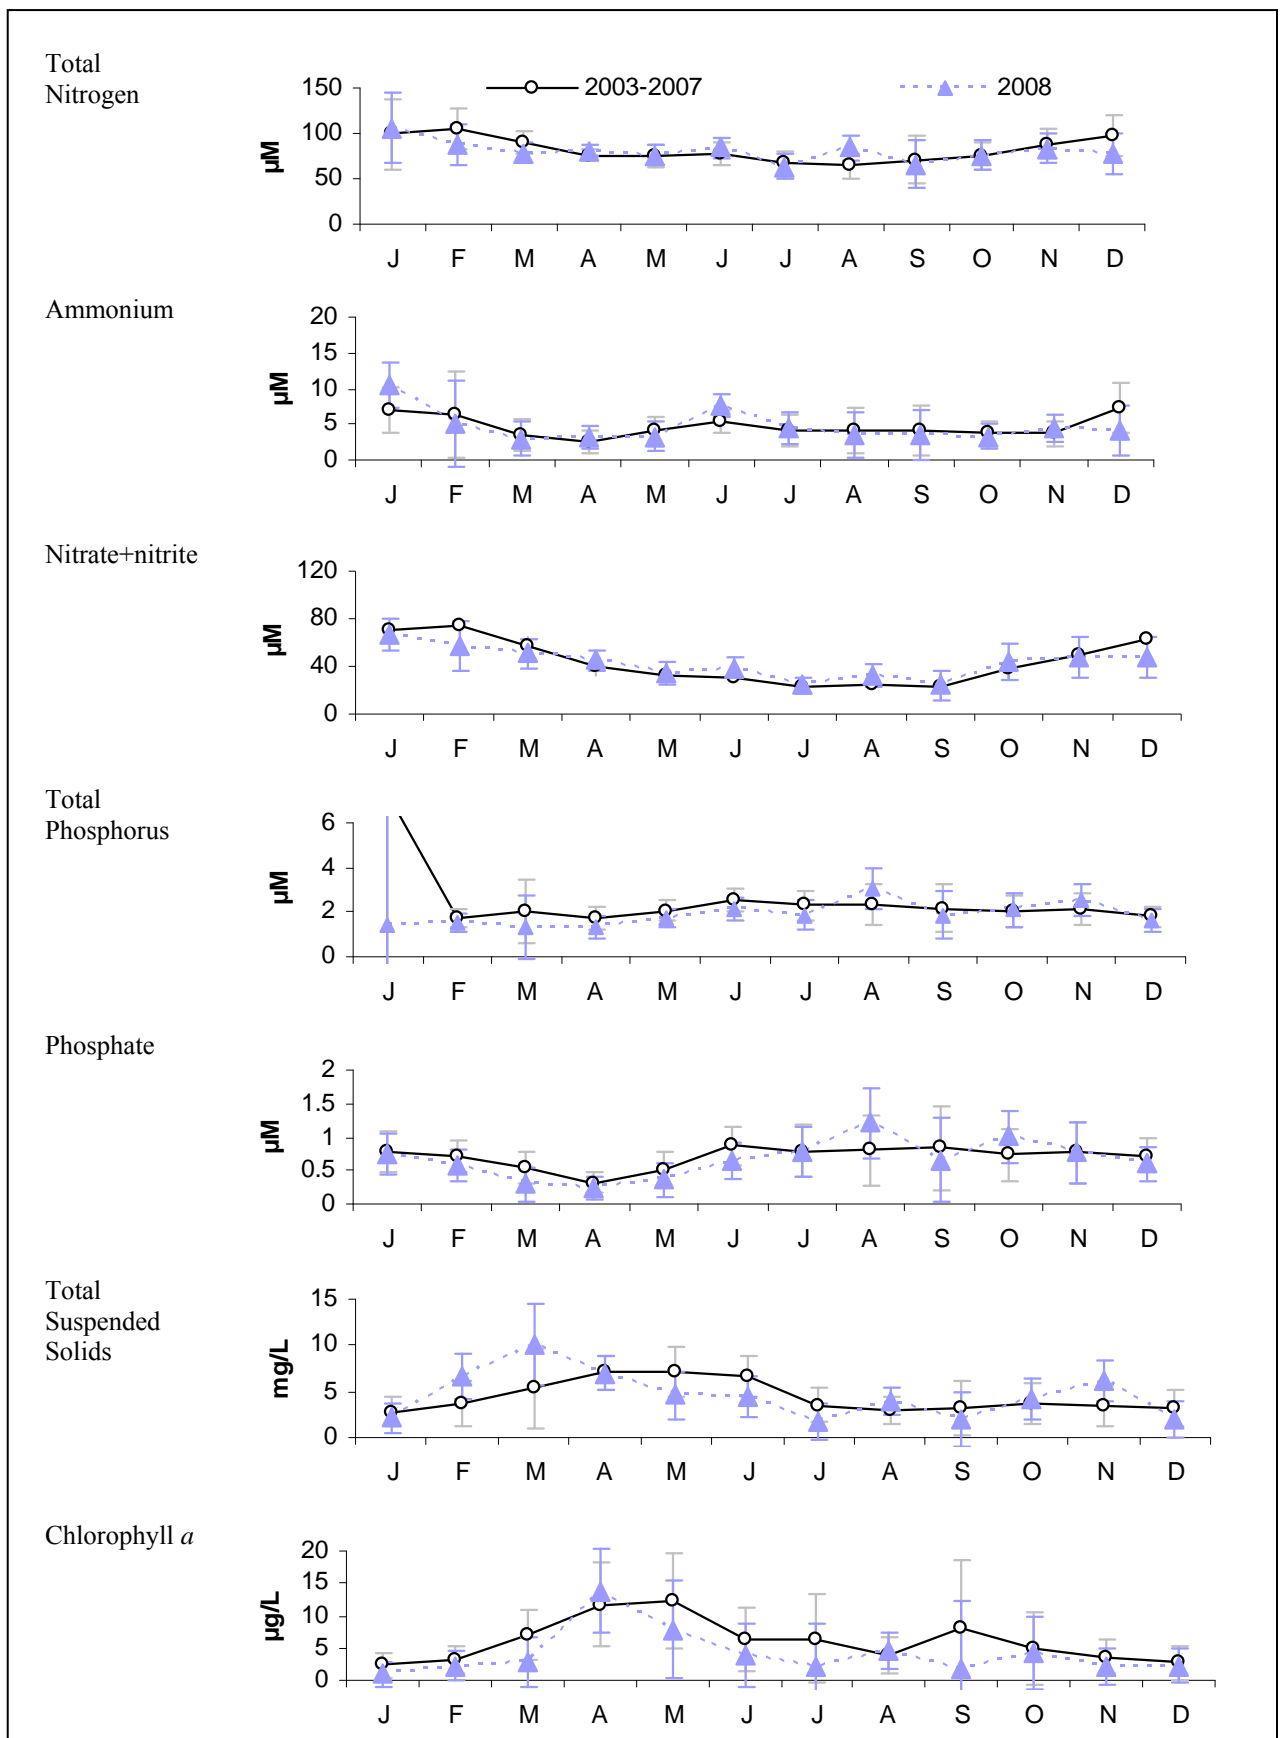 Total
Nitrogen
2003-2007
2008
150
100
50
0
µM
J F M A M J J A S O N D
Ammonium
20
15
10
5
0
µM
J F M A M J J A S O N D
Nitrate+nitrite
120
80
40
0
µM
J F M A M J J A S O N D
Total
Phosphorus
6
4
2
0
µM
J F M A M J J A S O N D
Phosphate
2
1.5
1
0.5
0
µM
J F M A M J J A S O N D
Total
Suspended
Solids
15
10
5
0
mg/L
J F M A M J J A S O N D
Chlorophyll a
20
15
10
5
0
µg/L
J F M A M J J A S O N D